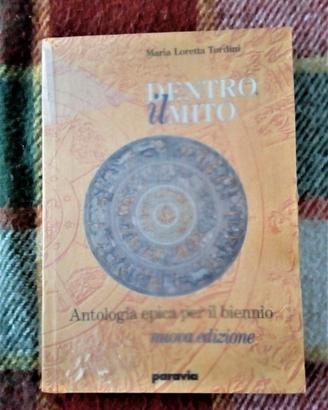 Maria Loretta Tordini
DENTRO
il MITO
Antologia epica per il biennio
nuova edizione
paravia